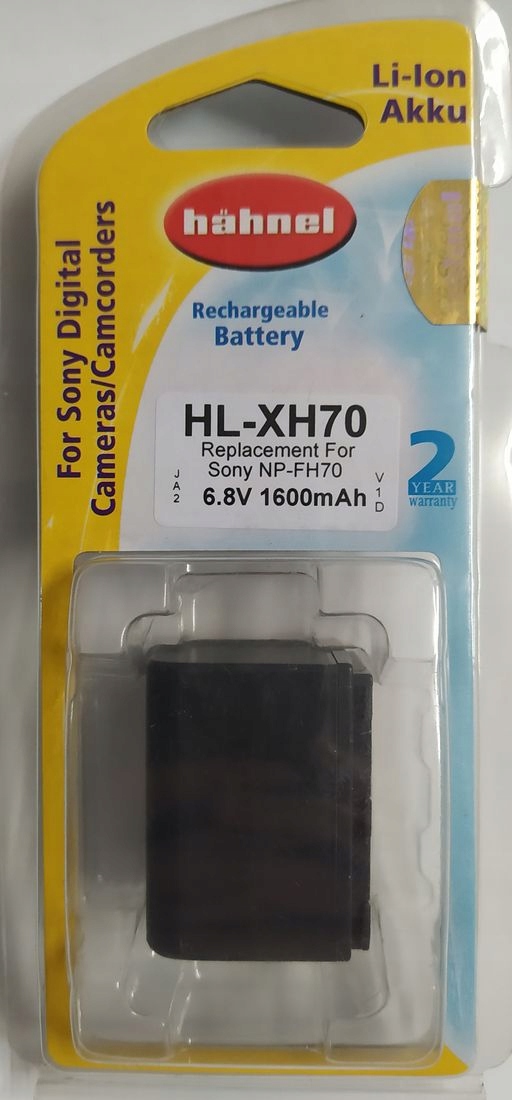 Li-Ion
Akku
hähnel
For Sony Digital
Cameras/Camcorders
Rechargeable
Battery
HL-XH70
Replacement For
Sony NP-FH70
JA2
6.8V 1600mAh
V1D
2
YEAR
warranty